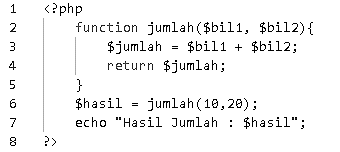 1 <?php
2 function jumlah($bil1, $bil2){
3 $jumlah = $bil1 + $bil2;
4 return $jumlah;
5 }
6 $hasil = jumlah(10,20);
7 echo "Hasil Jumlah : $hasil";
8 ?>